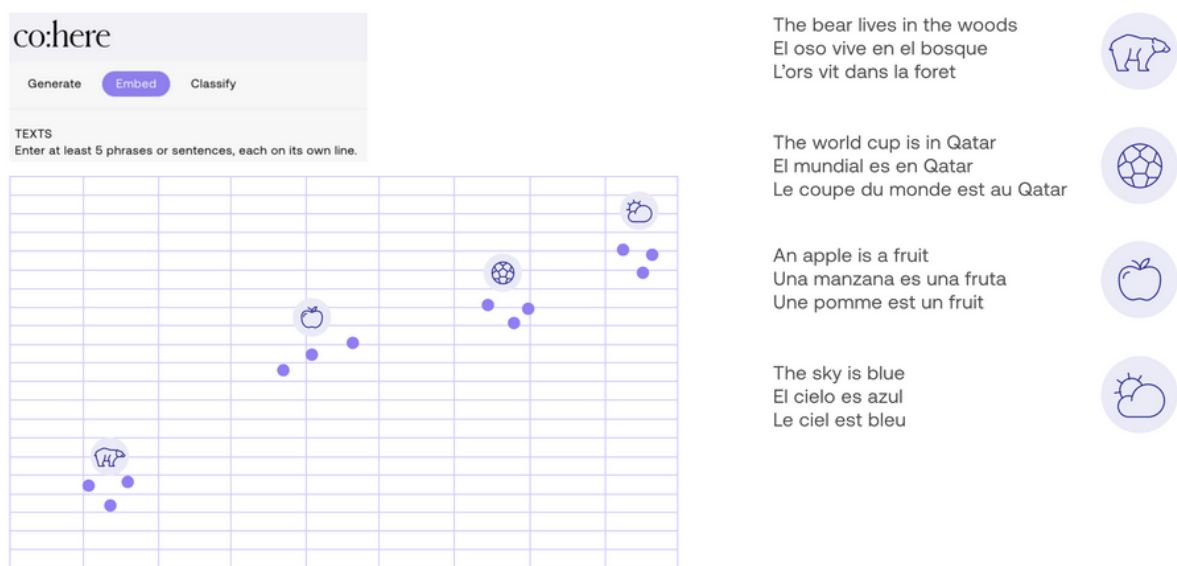 co:here
Generate Embed Classify
TEXTS
Enter at least 5 phrases or sentences, each on its own line.
The bear lives in the woods
El oso vive en el bosque
L'ors vit dans la foret
The world cup is in Qatar
El mundial es en Qatar
Le coupe du monde est au Qatar
An apple is a fruit
Una manzana es una fruta
Une pomme est un fruit
The sky is blue
El cielo es azul
Le ciel est bleu